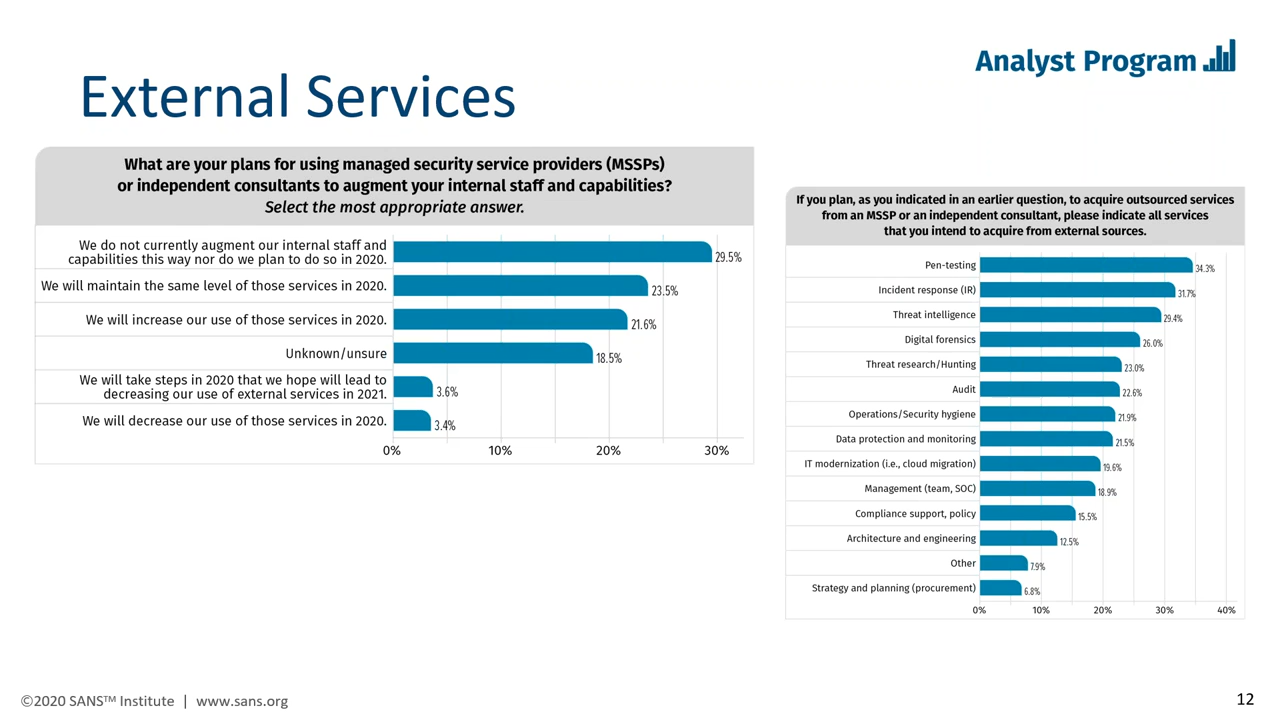 Analyst Program
External Services
What are your plans for using managed security service providers (MSSPs)
or independent consultants to augment your internal staff and capabilities?
Select the most appropriate answer.
We do not currently augment our internal staff and
capabilities this way nor do we plan to do so in 2020.
29.5%
We will maintain the same level of those services in 2020.
23.5%
We will increase our use of those services in 2020.
21.6%
Unknown/unsure
18.5%
We will take steps in 2020 that we hope will lead to
decreasing our use of external services in 2021.
3.6%
We will decrease our use of those services in 2020.
3.4%
0% 10% 20% 30%
If you plan, as you indicated in an earlier question, to acquire outsourced services
from an MSSP or an independent consultant, please indicate all services
that you intend to acquire from external sources.
Pen-testing 34.3%
Incident response (IR) 31.7%
Threat intelligence 29.4%
Digital forensics 26.0%
Threat research/Hunting 23.0%
Audit 22.6%
Operations/Security hygiene 21.9%
Data protection and monitoring 21.5%
IT modernization (i.e., cloud migration) 19.6%
Management (team, SOC) 18.9%
Compliance support, policy 15.5%
Architecture and engineering 12.5%
Other 7.9%
Strategy and planning (procurement) 6.8%
0% 10% 20% 30% 40%
©2020 SANS™ Institute | www.sans.org
12